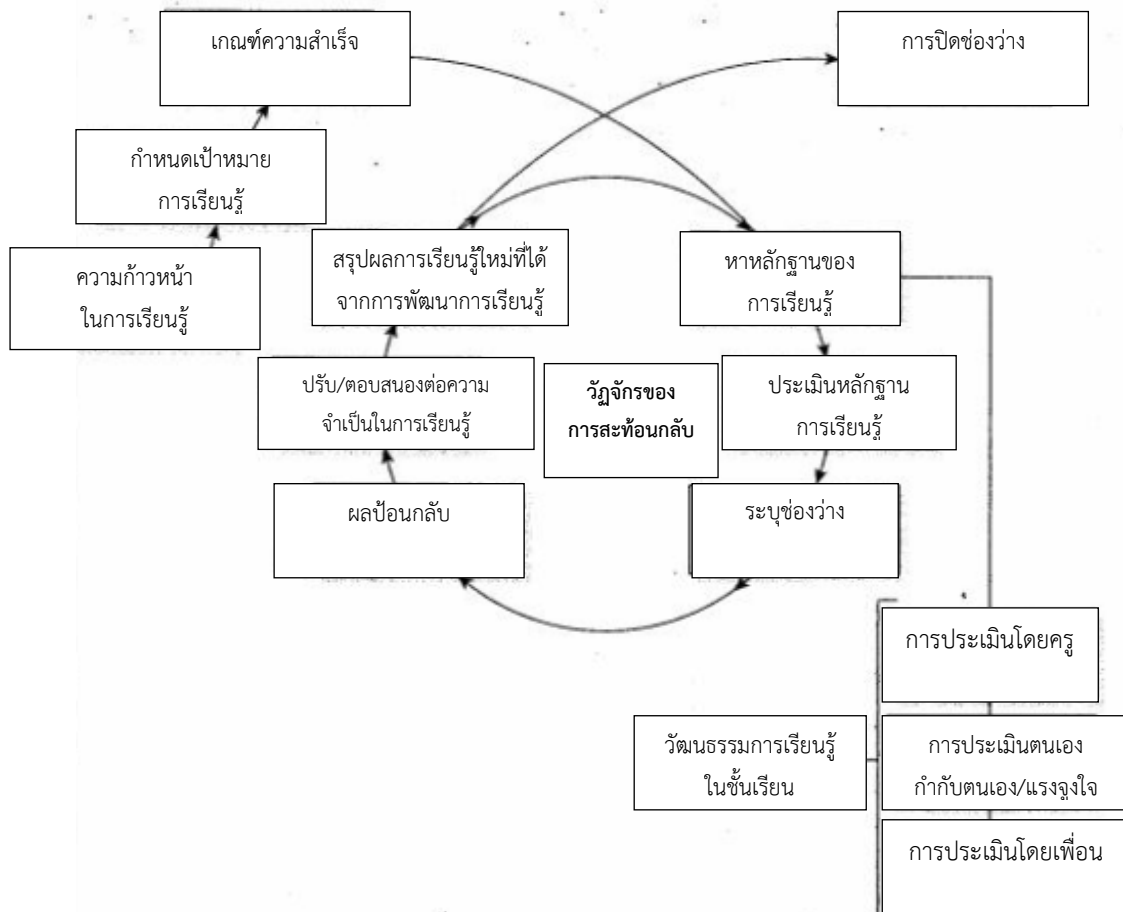 เกณฑ์ความสำเร็จ
การปิดช่องว่าง
กำหนดเป้าหมาย
การเรียนรู้
ความก้าวหน้า
ในการเรียนรู้
สรุปผลการเรียนรู้ใหม่ที่ได้
จากการพัฒนาการเรียนรู้
หาหลักฐานของ
การเรียนรู้
ปรับ/ตอบสนองต่อความ
จำเป็นในการเรียนรู้
วัฏจักรของ
การสะท้อนกลับ
ประเมินหลักฐาน
การเรียนรู้
ผลป้อนกลับ
ระบุช่องว่าง
การประเมินโดยครู
วัฒนธรรมการเรียนรู้
ในชั้นเรียน
การประเมินตนเอง
กำกับตนเอง/แรงจูงใจ
การประเมินโดยเพื่อน